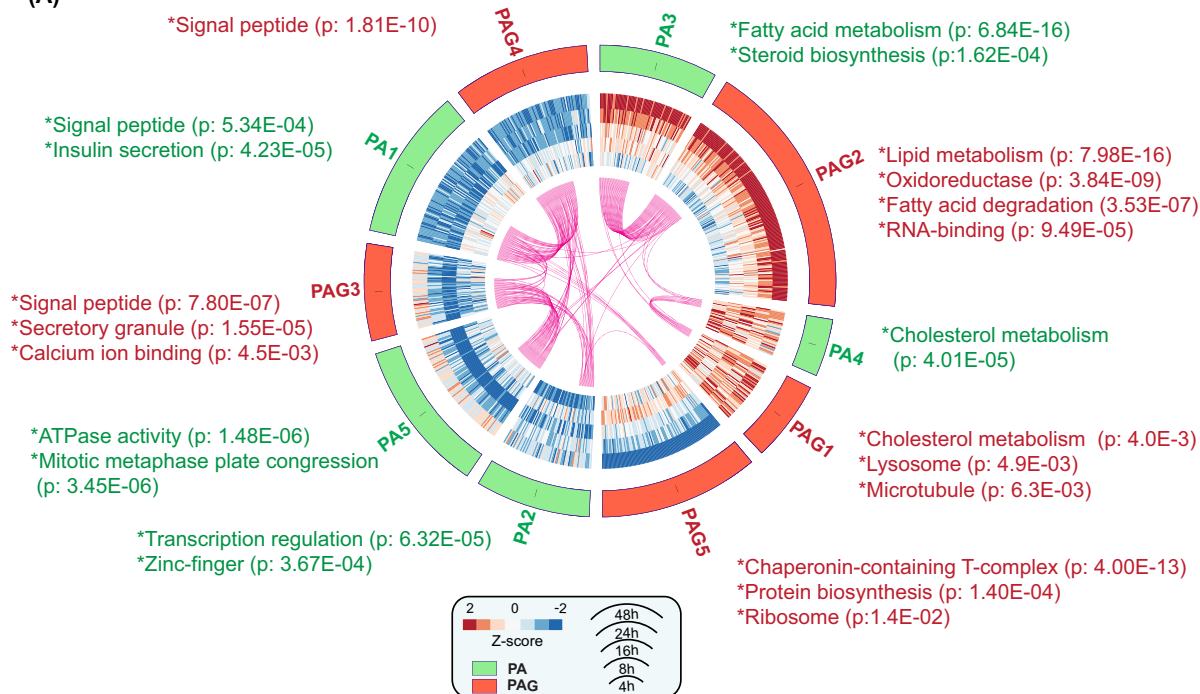 (A)
*Signal peptide (p: 1.81E-10)
PAG4
PA3
*Fatty acid metabolism (p: 6.84E-16)
*Steroid biosynthesis (p:1.62E-04)
*Signal peptide (p: 5.34E-04)
*Insulin secretion (p: 4.23E-05)
PA1
PAG2
*Lipid metabolism (p: 7.98E-16)
*Oxidoreductase (p: 3.84E-09)
*Fatty acid degradation (3.53E-07)
*RNA-binding (p: 9.49E-05)
PAG3
*Signal peptide (p: 7.80E-07)
*Secretory granule (p: 1.55E-05)
*Calcium ion binding (p: 4.5E-03)
PA4
*Cholesterol metabolism
(p: 4.01E-05)
*ATPase activity (p: 1.48E-06)
*Mitotic metaphase plate congression
(p: 3.45E-06)
PA5
PAG1
*Cholesterol metabolism (p: 4.0E-3)
*Lysosome (p: 4.9E-03)
*Microtubule (p: 6.3E-03)
*Transcription regulation (p: 6.32E-05)
*Zinc-finger (p: 3.67E-04)
PA2
PAG5
*Chaperonin-containing T-complex (p: 4.00E-13)
*Protein biosynthesis (p: 1.40E-04)
*Ribosome (p:1.4E-02)
2 0 -2
Z-score
PA
PAG
48h
24h
16h
8h
4h